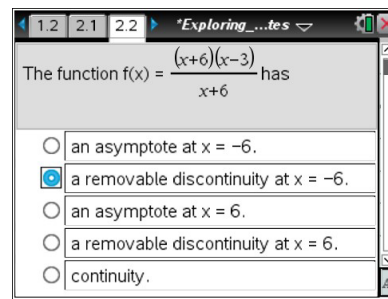 1.2 2.1 2.2 *Exploring_...tes
The function f(x) = (x+6)(x-3)/x+6 has
an asymptote at x = -6.
a removable discontinuity at x = -6.
an asymptote at x = 6.
a removable discontinuity at x = 6.
continuity.